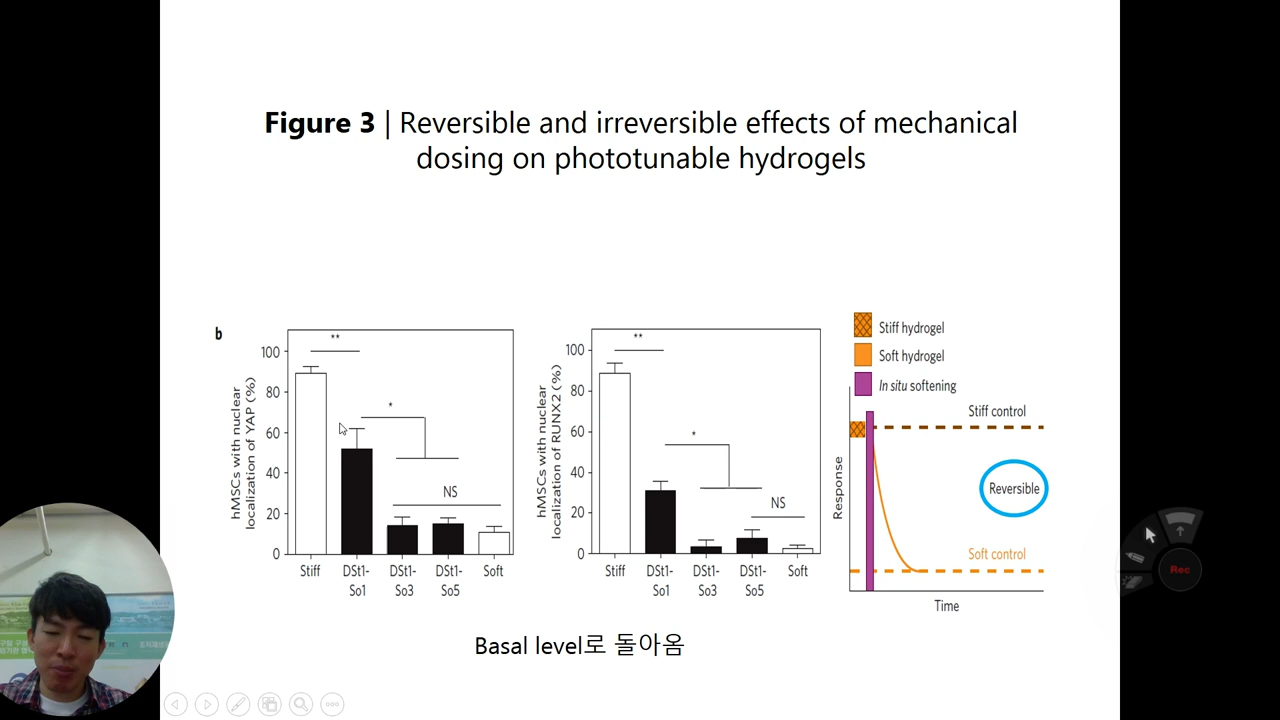 Figure 3 | Reversible and irreversible effects of mechanical
dosing on phototunable hydrogels
b
hMSCs with nuclear
localization of YAP (%)
100
80
60
40
20
0
**
*
NS
Stiff
DSt1-
So1
DSt1-
So3
DSt1-
So5
Soft
hMSCs with nuclear
localization of RUNX2 (%)
100
80
60
40
20
0
**
*
NS
Stiff
DSt1-
So1
DSt1-
So3
DSt1-
So5
Soft
Stiff hydrogel
Soft hydrogel
In situ softening
Stiff control
Reversible
Soft control
Response
Time
Basal level로 돌아옴
Rec